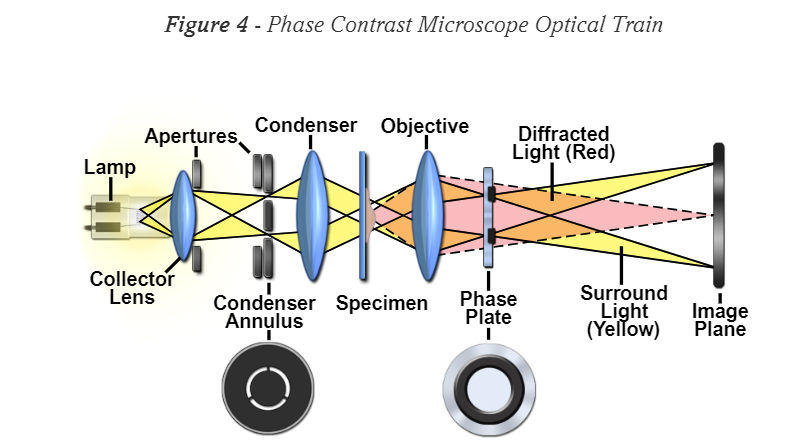 Figure 4 - Phase Contrast Microscope Optical Train
Apertures
Condenser
Objective
Diffracted
Light (Red)
Lamp
Collector
Lens
Condenser
Annulus
Specimen
Phase
Plate
Surround
Light
(Yellow)
Image
Plane